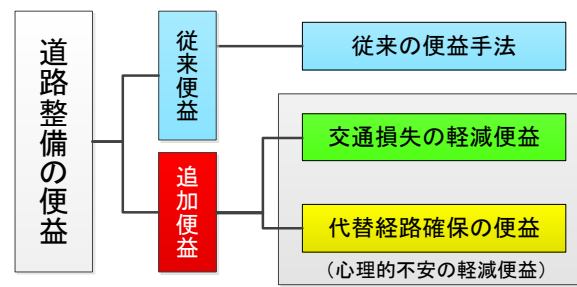 道路整備の便益
従来便益
従来の便益手法
追加便益
交通損失の軽減便益
代替経路確保の便益
（心理的不安の軽減便益）